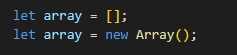 let array = [];
let array = new Array();